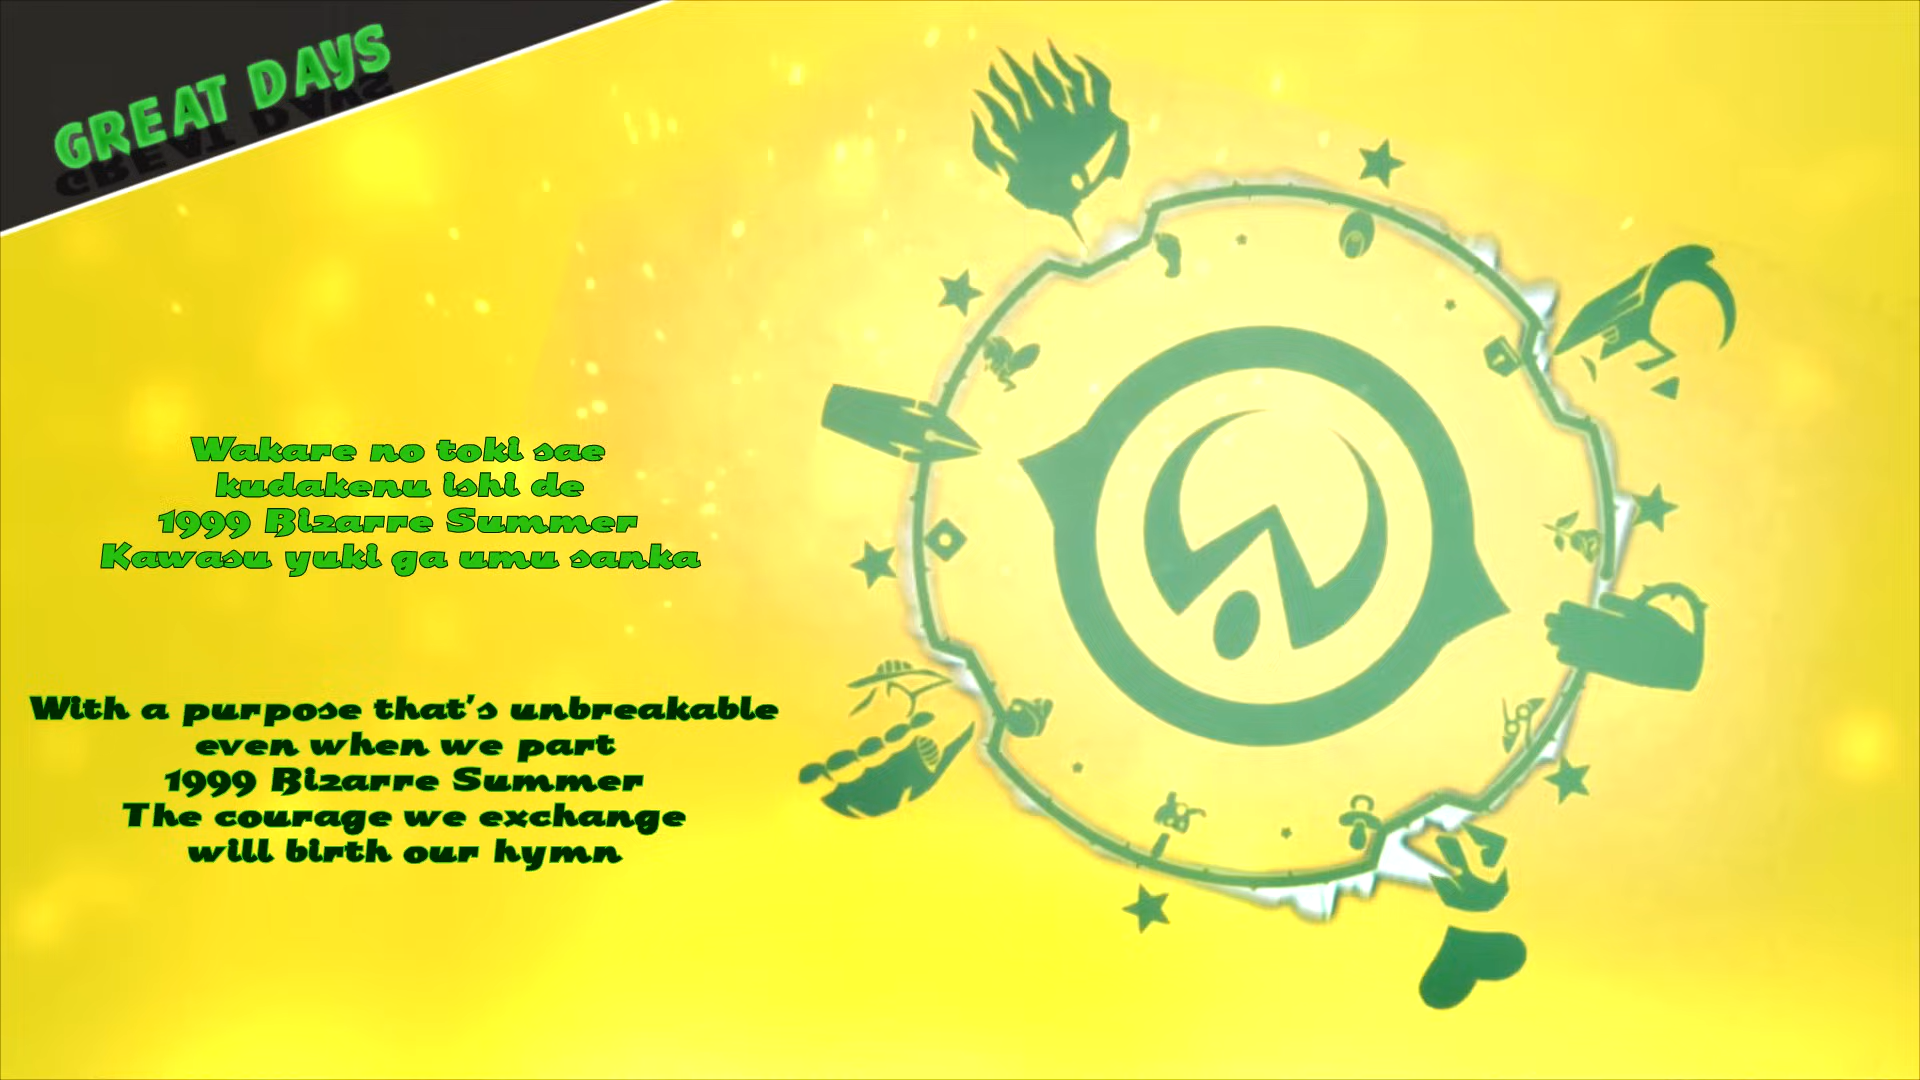 GREAT DAYS
Wakare no toki sae
kudakenu ishi de
1999 Bizarre Summer
Kawasu yuki ga umu sanka
With a purpose that's unbreakable
even when we part
1999 Bizarre Summer
The courage we exchange
will birth our hymn